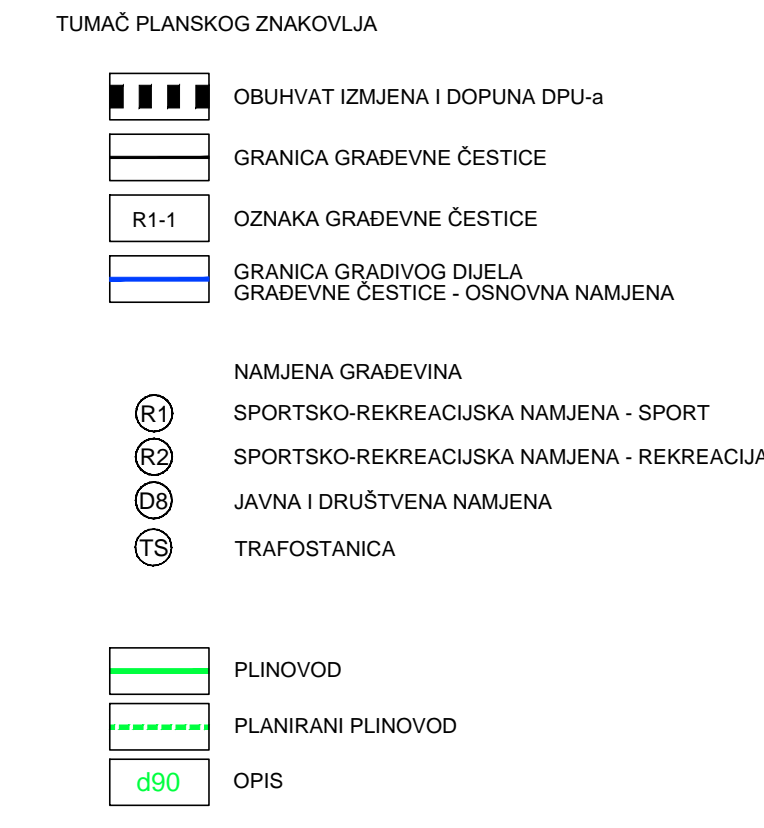 TUMAČ PLANSKOG ZNAKOVLJA
OBUHVAT IZMJENA I DOPUNA DPU-a
GRANICA GRAĐEVNE ČESTICE
R1-1 OZNAKA GRAĐEVNE ČESTICE
GRANICA GRADIVOG DIJELA
GRAĐEVNE ČESTICE - OSNOVNA NAMJENA
NAMJENA GRAĐEVINA
R1 SPORTSKO-REKREACIJSKA NAMJENA - SPORT
R2 SPORTSKO-REKREACIJSKA NAMJENA - REKREACIJA
D8 JAVNA I DRUŠTVENA NAMJENA
TS TRAFOSTANICA
PLINOVOD
PLANIRANI PLINOVOD
d90 OPIS